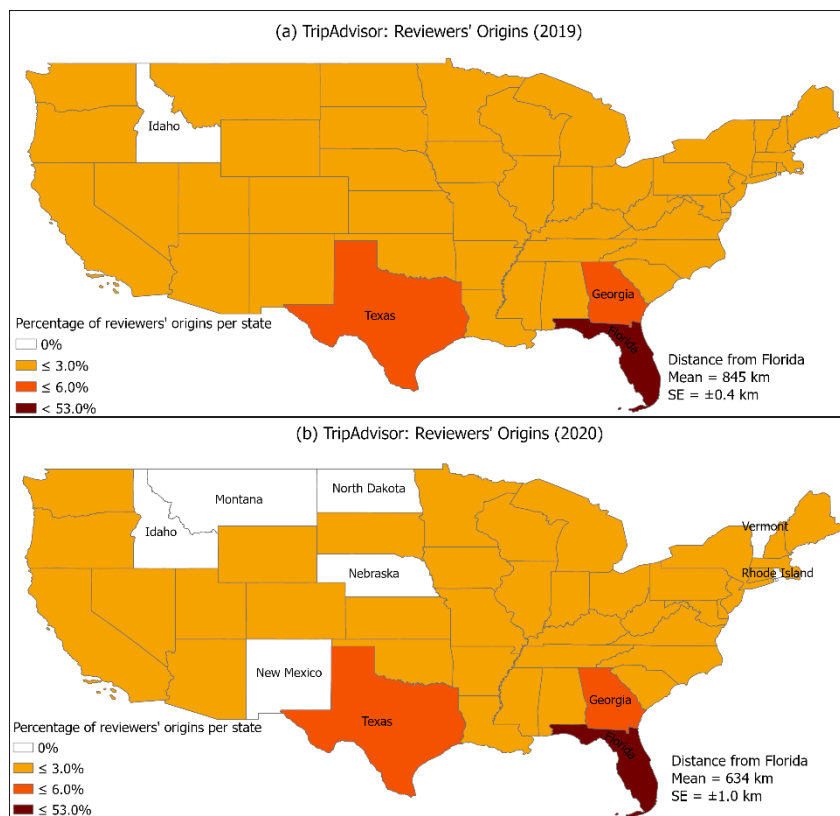 (a) TripAdvisor: Reviewers' Origins (2019)
Idaho
Texas
Georgia
Florida
Percentage of reviewers' origins per state
0%
≤ 3.0%
≤ 6.0%
< 53.0%
Distance from Florida
Mean = 845 km
SE = ±0.4 km
(b) TripAdvisor: Reviewers' Origins (2020)
Montana
North Dakota
Idaho
Vermont
Nebraska
Rhode Island
New Mexico
Texas
Georgia
Florida
Percentage of reviewers' origins per state
0%
≤ 3.0%
≤ 6.0%
≤ 53.0%
Distance from Florida
Mean = 634 km
SE = ±1.0 km